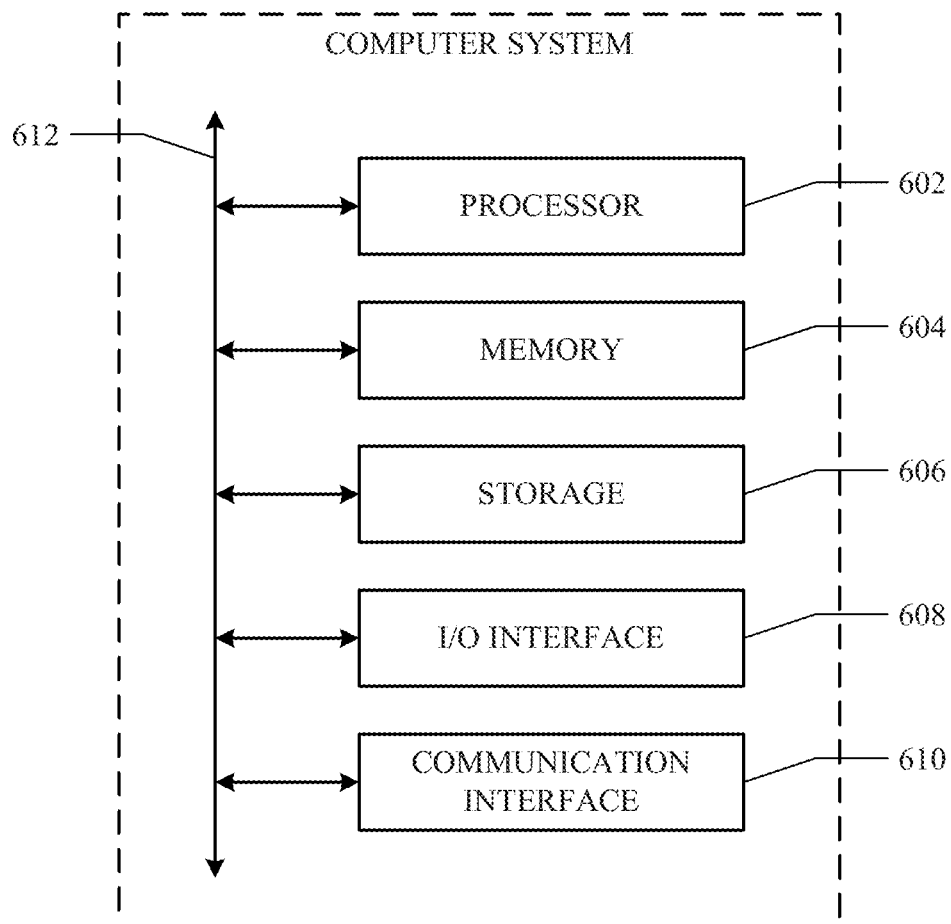 COMPUTER SYSTEM
612
PROCESSOR
602
MEMORY
604
STORAGE
606
I/O INTERFACE
608
COMMUNICATION
INTERFACE
610